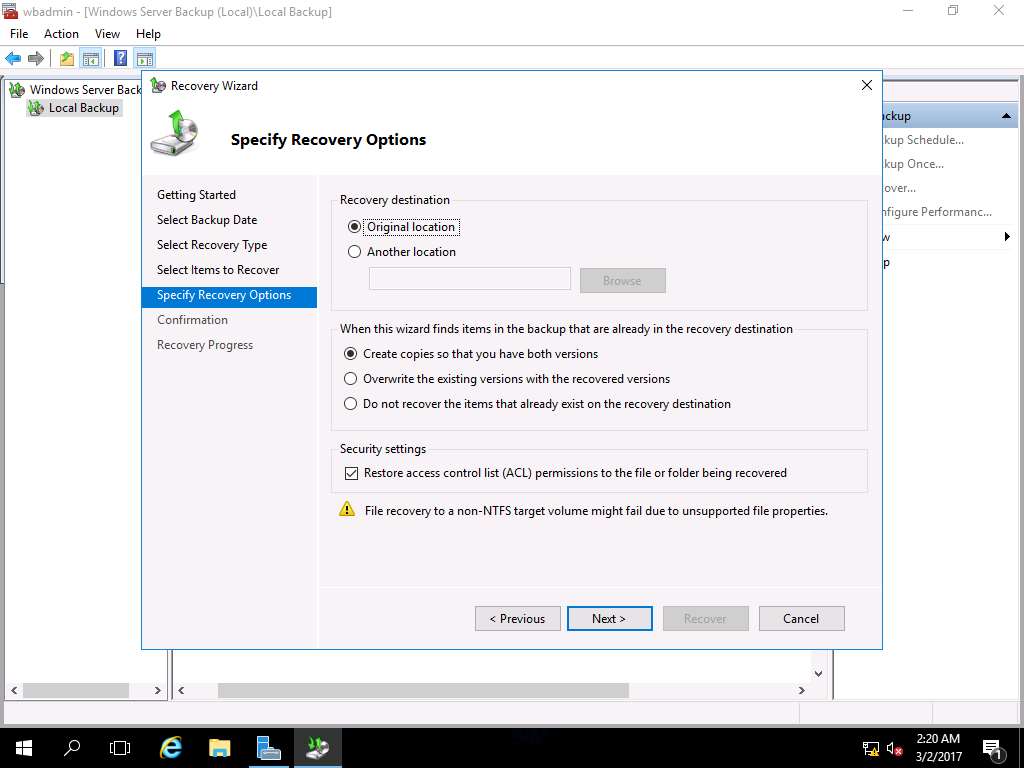 wbadmin - [Windows Server Backup (Local)\Local Backup]
File Action View Help
Windows Server Back
Local Backup
Recovery Wizard
Specify Recovery Options
Getting Started
Select Backup Date
Select Recovery Type
Select Items to Recover
Specify Recovery Options
Confirmation
Recovery Progress
Recovery destination
Original location
Another location
Browse
When this wizard finds items in the backup that are already in the recovery destination
Create copies so that you have both versions
Overwrite the existing versions with the recovered versions
Do not recover the items that already exist on the recovery destination
Security settings
Restore access control list (ACL) permissions to the file or folder being recovered
File recovery to a non-NTFS target volume might fail due to unsupported file properties.
< Previous
Next >
Recover
Cancel
ackup
kup Schedule...
kup Once...
over...
nfigure Performanc...
w
p
2:20 AM
3/2/2017
1